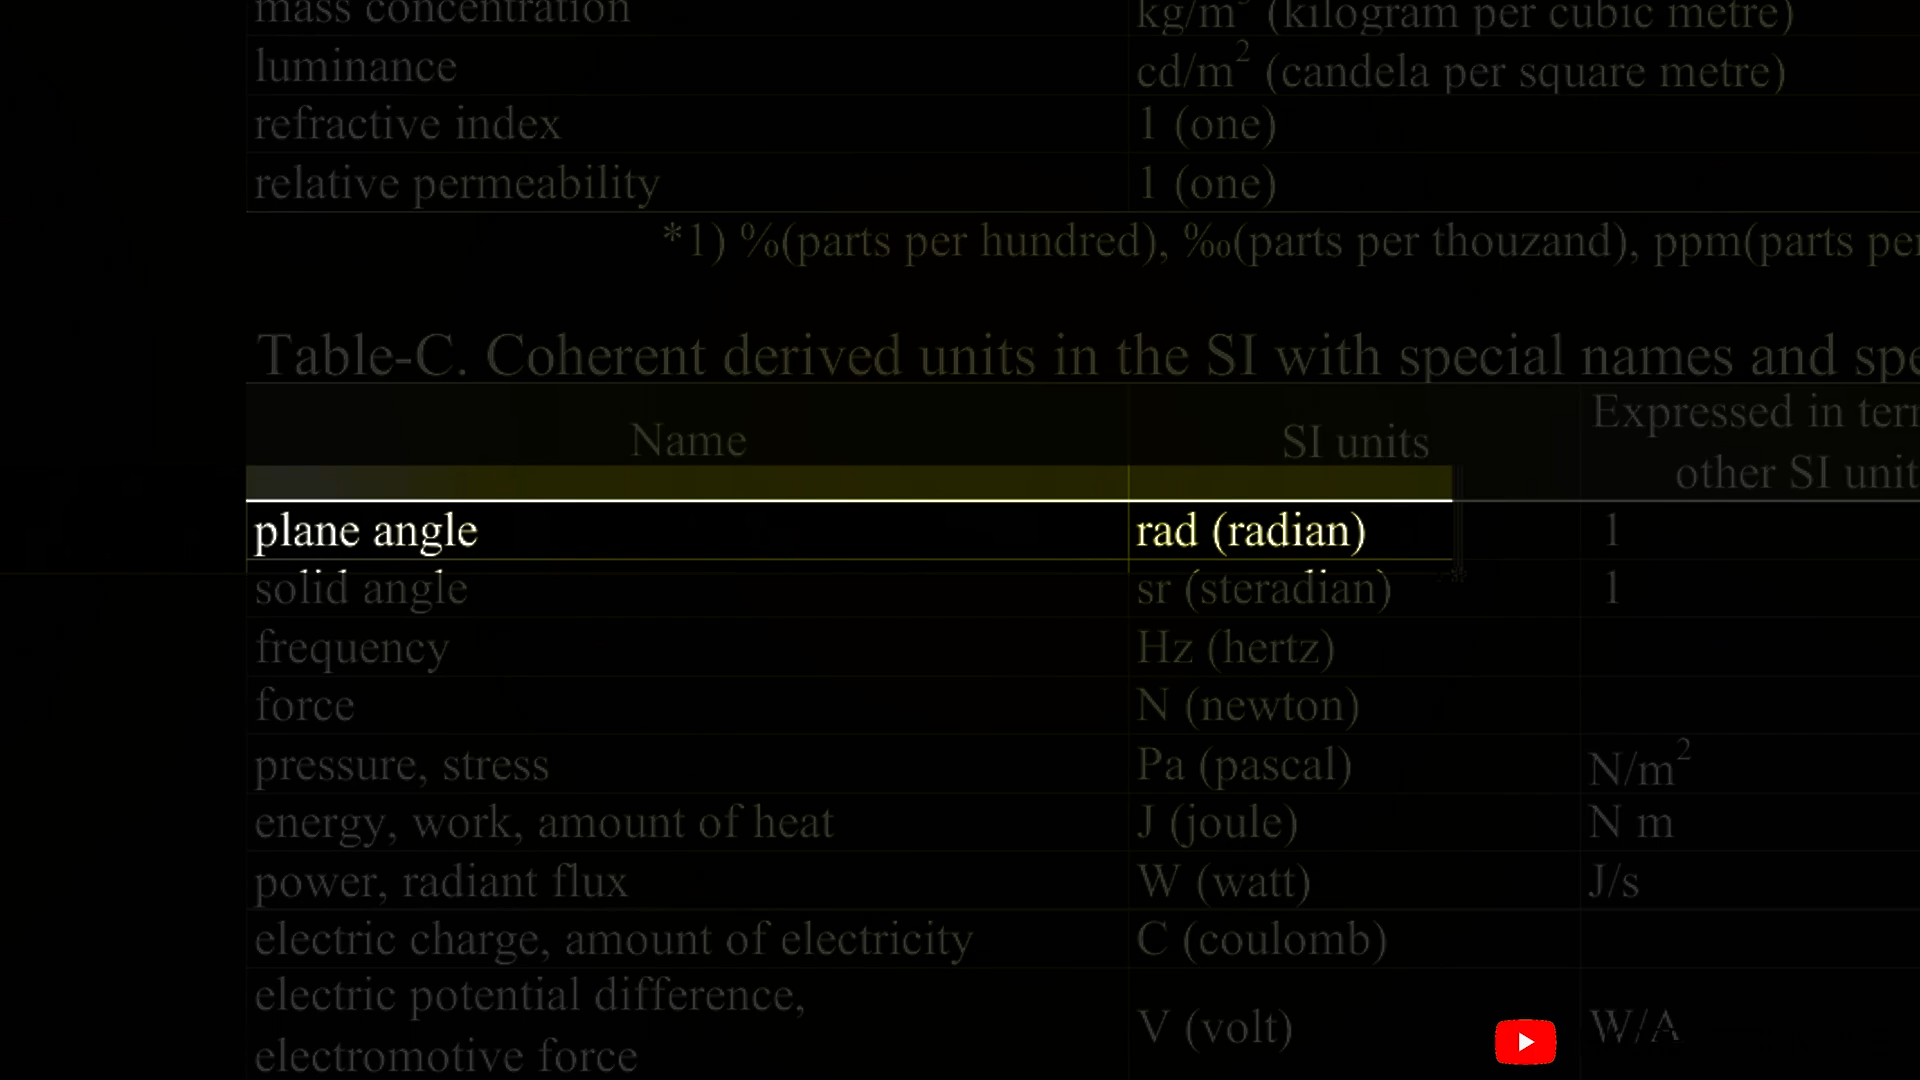 mass concentration kg/m³ (kilogram per cubic metre)
luminance cd/m² (candela per square metre)
refractive index 1 (one)
relative permeability 1 (one)
*1) %(parts per hundred), ‰(parts per thouzand), ppm(parts per
Table-C. Coherent derived units in the SI with special names and spe
Name SI units Expressed in terr
other SI unit
plane angle rad (radian) 1
solid angle sr (steradian) 1
frequency Hz (hertz)
force N (newton)
pressure, stress Pa (pascal) N/m²
energy, work, amount of heat J (joule) N m
power, radiant flux W (watt) J/s
electric charge, amount of electricity C (coulomb)
electric potential difference,
electromotive force V (volt) W/A